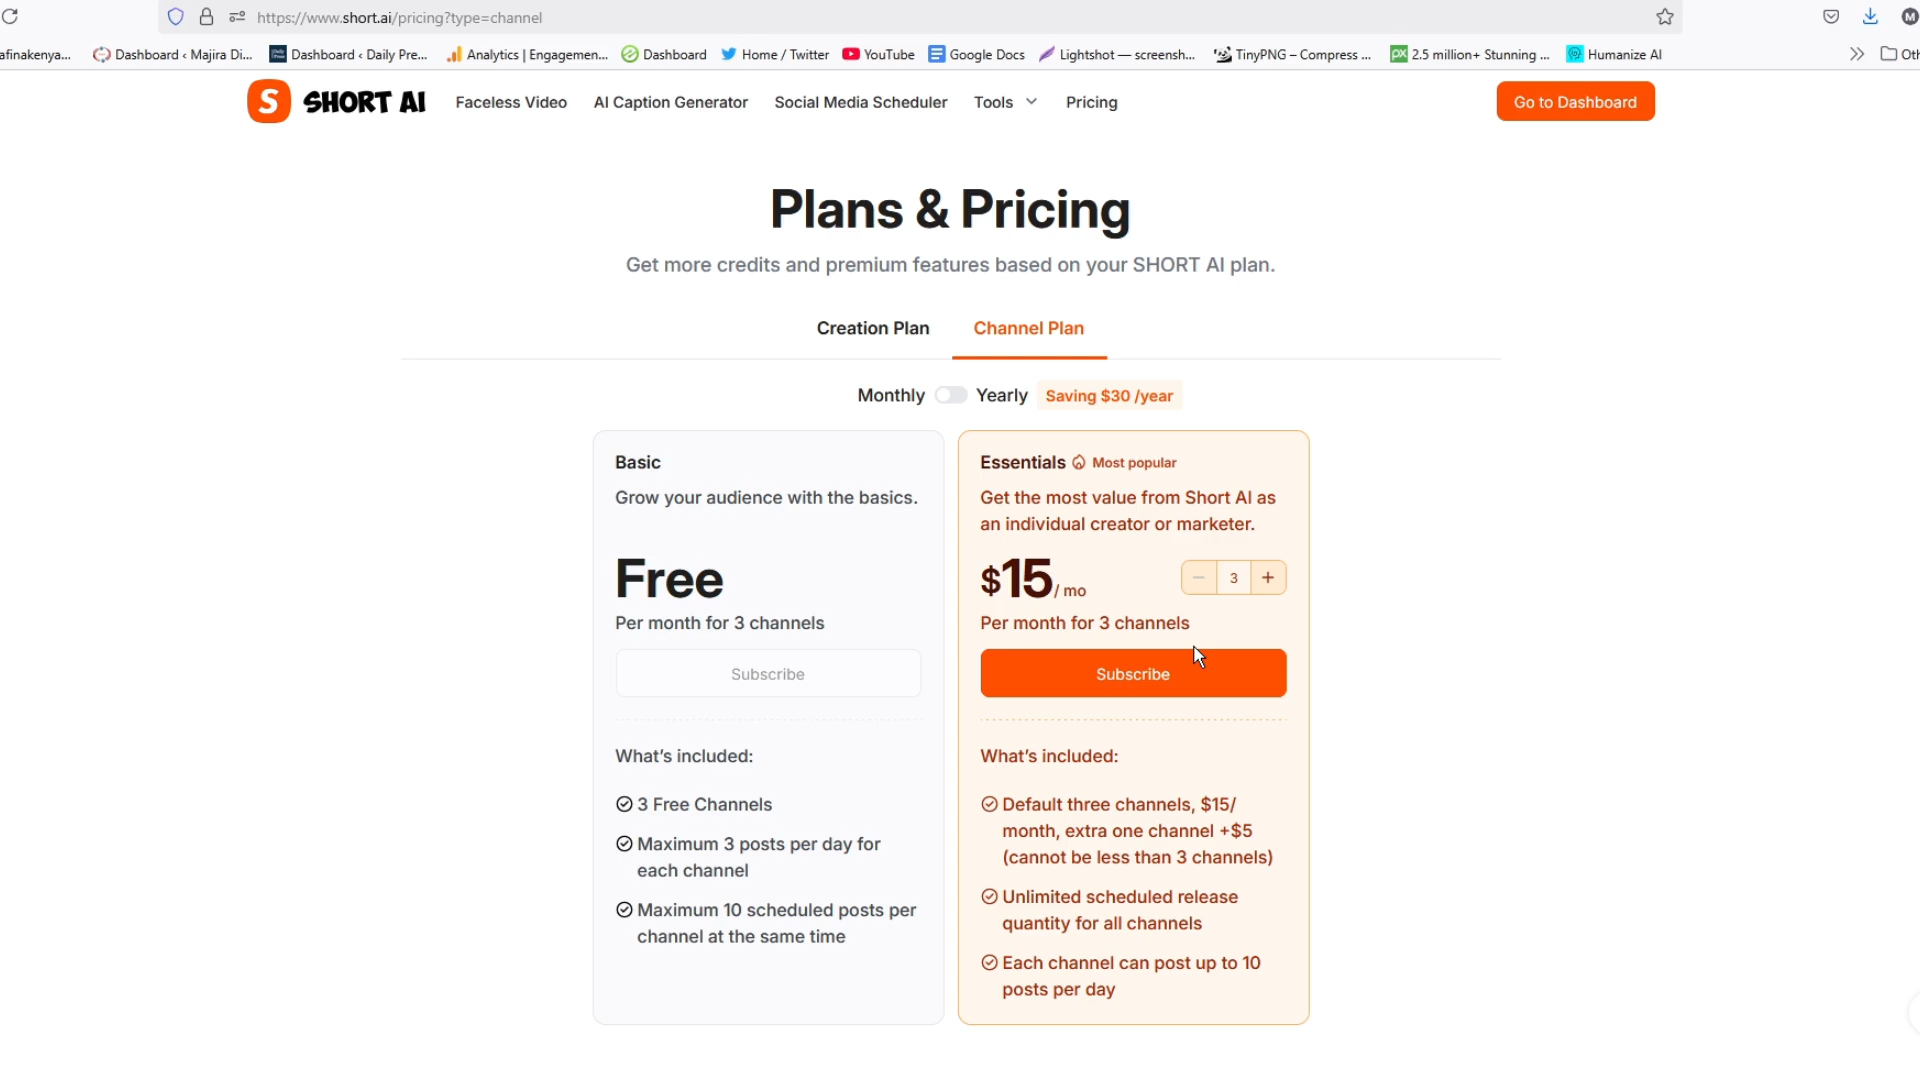 https://www.short.ai/pricing?type=channel
M
afinakenya...
Dashboard ‹ Majira Di...
Dashboard ‹ Daily Pre...
Analytics | Engagemen...
Dashboard
Home / Twitter
YouTube
Google Docs
Lightshot — screensh...
TinyPNG – Compress ...
px
2.5 million+ Stunning ...
Humanize AI
Oth
S SHORT AI
Faceless Video
AI Caption Generator
Social Media Scheduler
Tools
Pricing
Go to Dashboard
Plans & Pricing
Get more credits and premium features based on your SHORT AI plan.
Creation Plan
Channel Plan
Monthly
Yearly
Saving $30 /year
Basic
Grow your audience with the basics.
Free
Per month for 3 channels
Subscribe
What's included:
3 Free Channels
Maximum 3 posts per day for
each channel
Maximum 10 scheduled posts per
channel at the same time
Essentials Most popular
Get the most value from Short AI as
an individual creator or marketer.
$15 / mo
− 3 +
Per month for 3 channels
Subscribe
What's included:
Default three channels, $15/
month, extra one channel +$5
(cannot be less than 3 channels)
Unlimited scheduled release
quantity for all channels
Each channel can post up to 10
posts per day